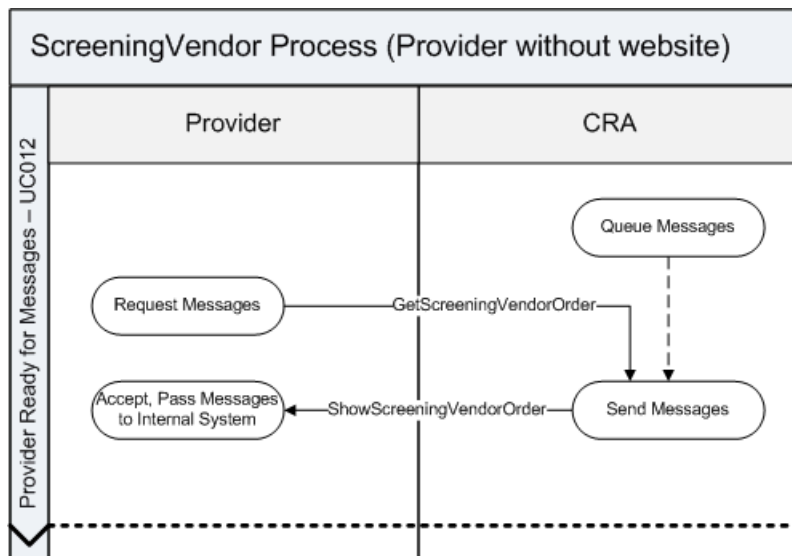 ScreeningVendor Process (Provider without website)
Provider Ready for Messages – UC012
Provider
CRA
Queue Messages
Request Messages
GetScreeningVendorOrder
Accept, Pass Messages
to Internal System
ShowScreeningVendorOrder
Send Messages